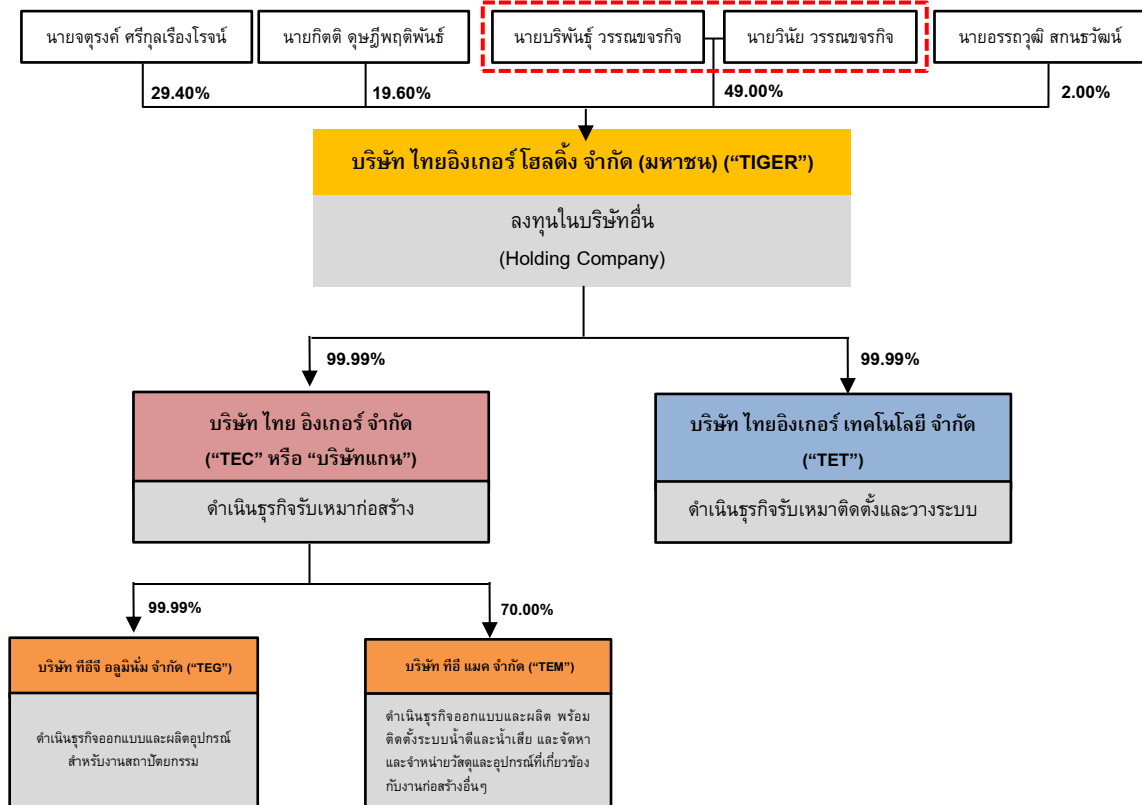 นายจตุรงค์ ศรีกุลเรืองโรจน์
นายกิตติ ดุษฎีพฤติพันธ์
นายบริพันธุ์ วรรณขจรกิจ
นายวินัย วรรณขจรกิจ
นายอรรถวุฒิ สกนธวัฒน์
29.40%
19.60%
49.00%
2.00%
บริษัท ไทยอิงเกอร์ โฮลดิ้ง จำกัด (มหาชน) (“TIGER”)
ลงทุนในบริษัทอื่น
(Holding Company)
99.99%
99.99%
บริษัท ไทย อิงเกอร์ จำกัด
(“TEC” หรือ “บริษัทแกน”)
ดำเนินธุรกิจรับเหมาก่อสร้าง
บริษัท ไทยอิงเกอร์ เทคโนโลยี จำกัด
(“TET”)
ดำเนินธุรกิจรับเหมาติดตั้งและวางระบบ
99.99%
70.00%
บริษัท ทีอีจี อลูมินั่ม จำกัด (“TEG”)
ดำเนินธุรกิจออกแบบและผลิตอุปกรณ์
สำหรับงานสถาปัตยกรรม
บริษัท ทีอี แมค จำกัด (“TEM”)
ดำเนินธุรกิจออกแบบและผลิต พร้อม
ติดตั้งระบบน้ำดีและน้ำเสีย และจัดหา
และจำหน่ายวัสดุและอุปกรณ์ที่เกี่ยวข้อง
กับงานก่อสร้างอื่นๆ